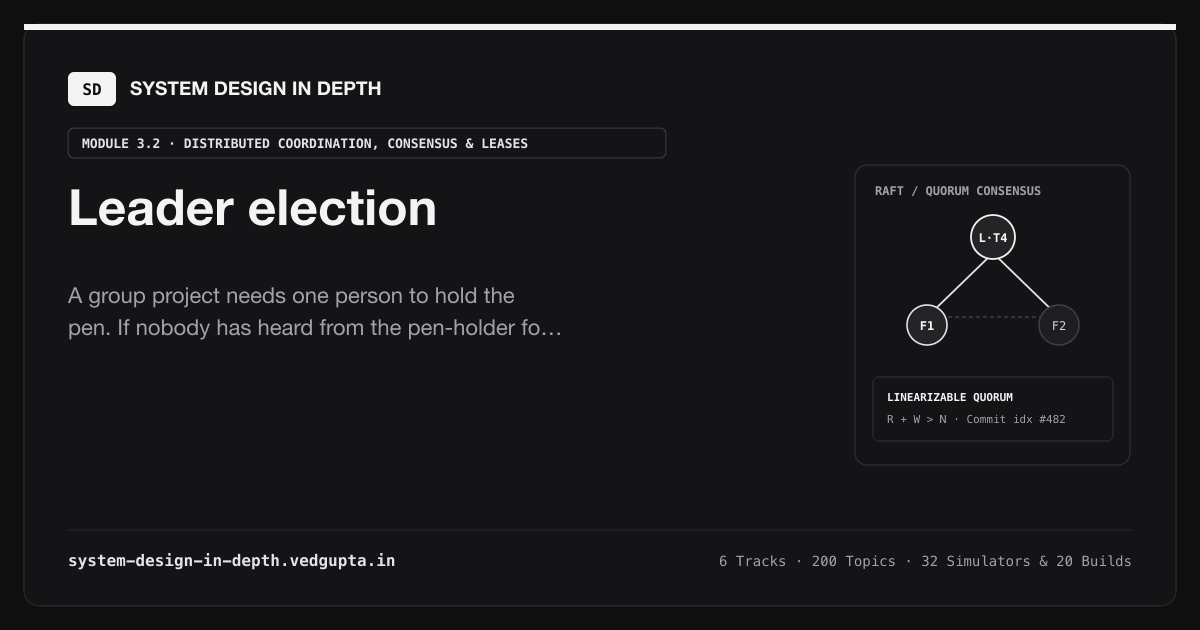 SD SYSTEM DESIGN IN DEPTH
MODULE 3.2 · DISTRIBUTED COORDINATION, CONSENSUS & LEASES
Leader election
A group project needs one person to hold the
pen. If nobody has heard from the pen-holder fo…
RAFT / QUORUM CONSENSUS
L·T4
F1
F2
LINEARIZABLE QUORUM
R + W > N · Commit idx #482
system-design-in-depth.vedgupta.in
6 Tracks · 200 Topics · 32 Simulators & 20 Builds